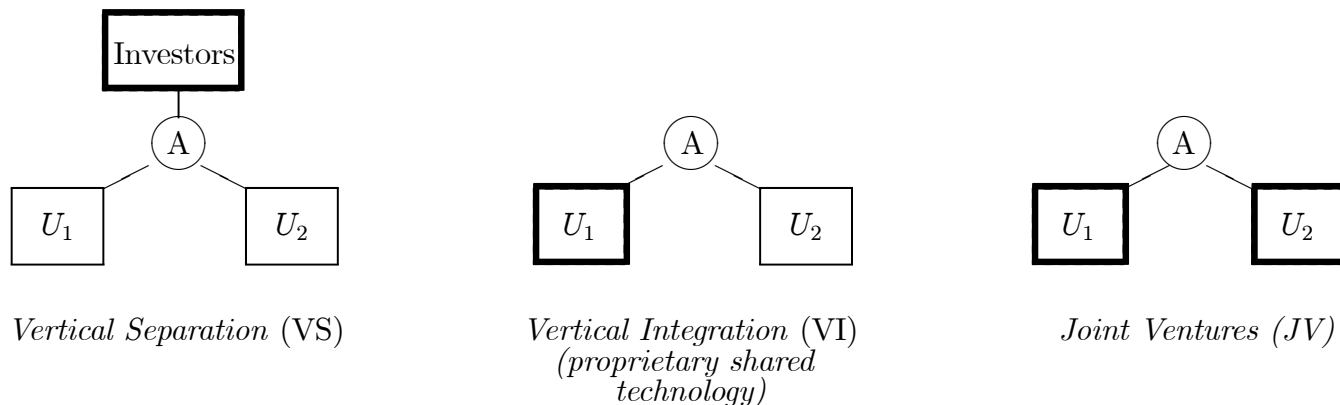 Investors
A
U₁
U₂
Vertical Separation (VS)
A
U₁
U₂
Vertical Integration (VI)
(proprietary shared
technology)
A
U₁
U₂
Joint Ventures (JV)